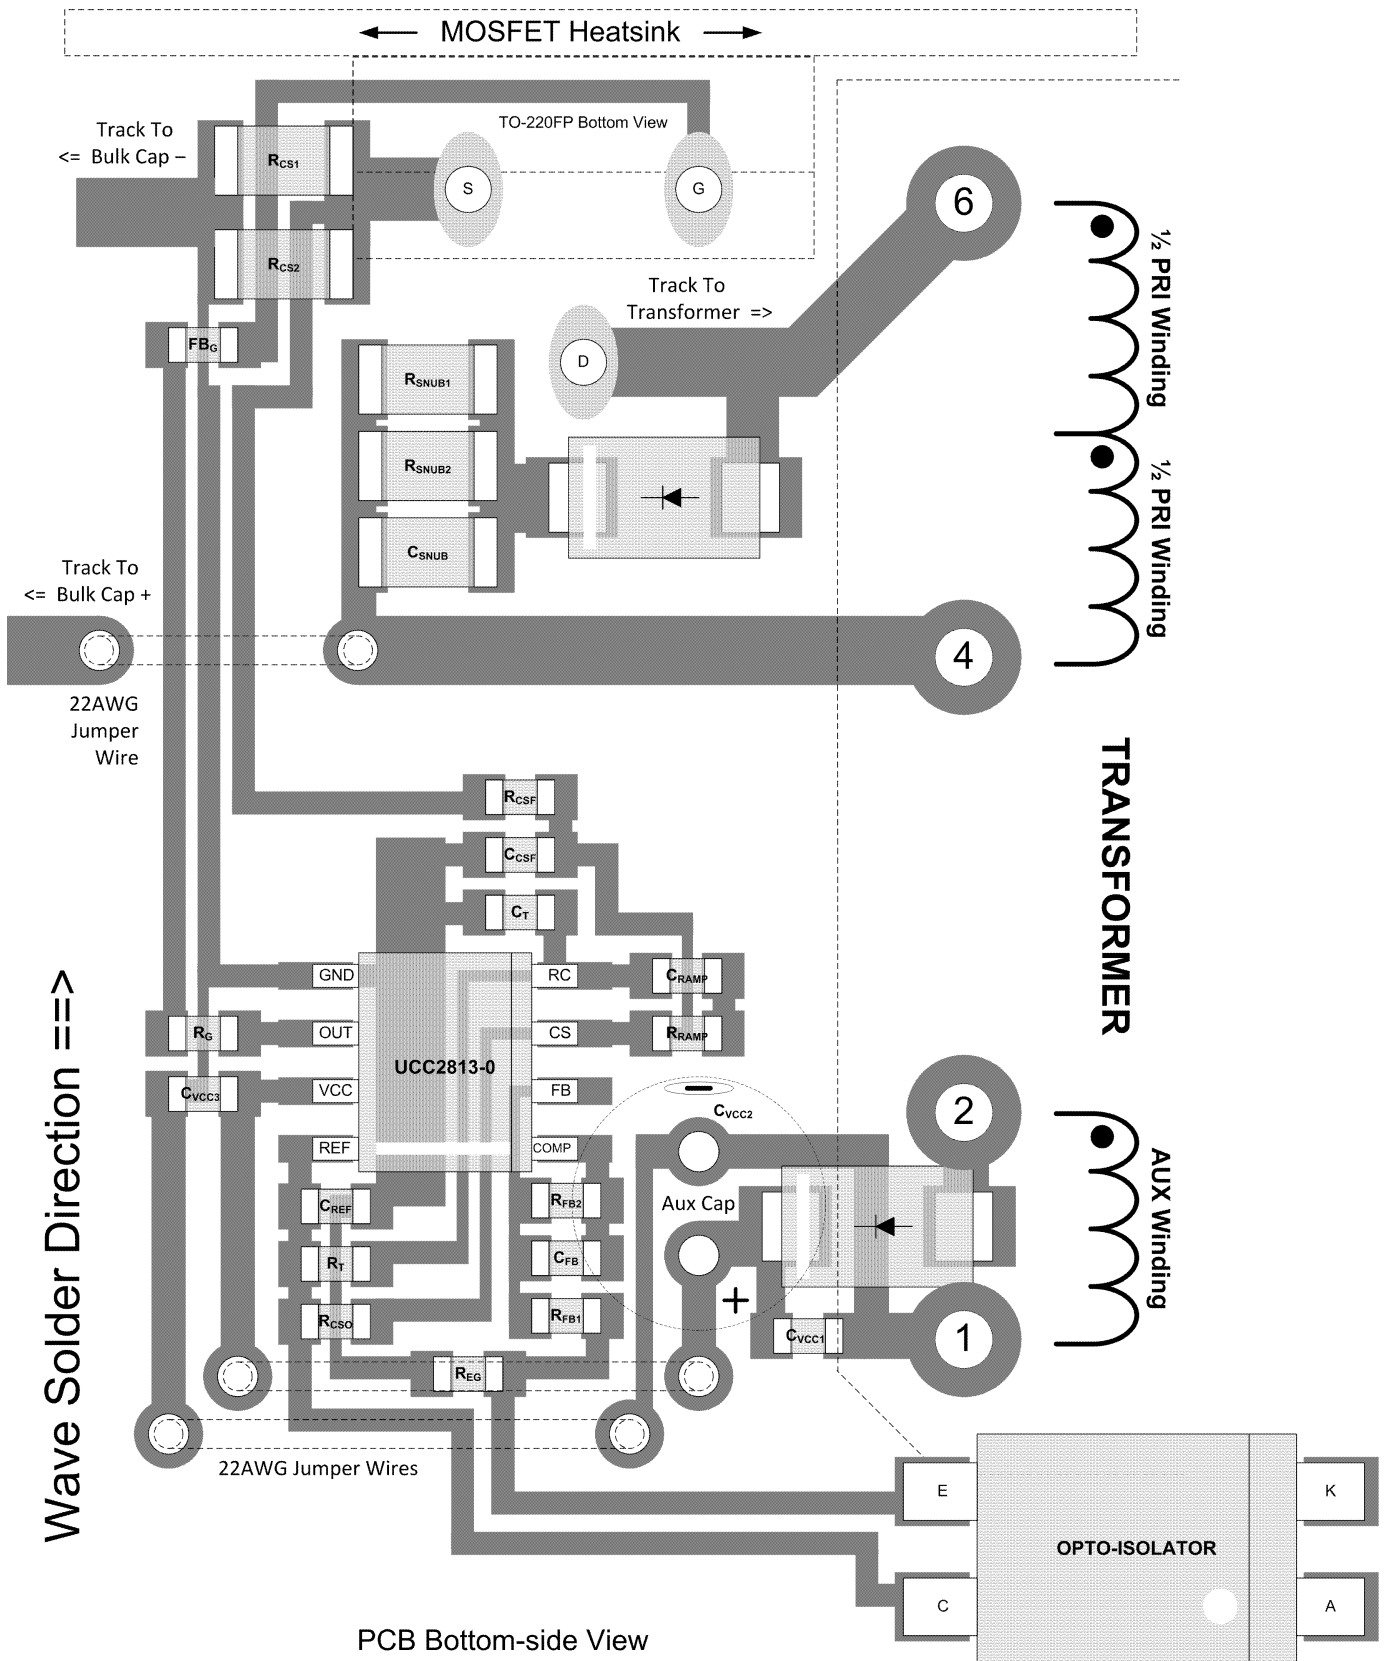 MOSFET Heatsink
TO-220FP Bottom View
Track To
<= Bulk Cap –
RCS1
S
G
6
RCS2
½ PRI Winding
Track To
Transformer =>
FBG
D
RSNUB1
RSNUB2
½ PRI Winding
CSNUB
Track To
<= Bulk Cap +
4
22AWG
Jumper
Wire
TRANSFORMER
RCSF
CCSF
CT
GND
RC
CRAMP
RG
OUT
CS
RRAMP
UCC2813-0
CVCC3
VCC
FB
CVCC2
2
REF
COMP
AUX Winding
CREF
RFB2
Aux Cap
RT
CFB
+
RCSO
RFB1
CVCC1
1
REG
22AWG Jumper Wires
Wave Solder Direction ==>
E
K
OPTO-ISOLATOR
C
A
PCB Bottom-side View